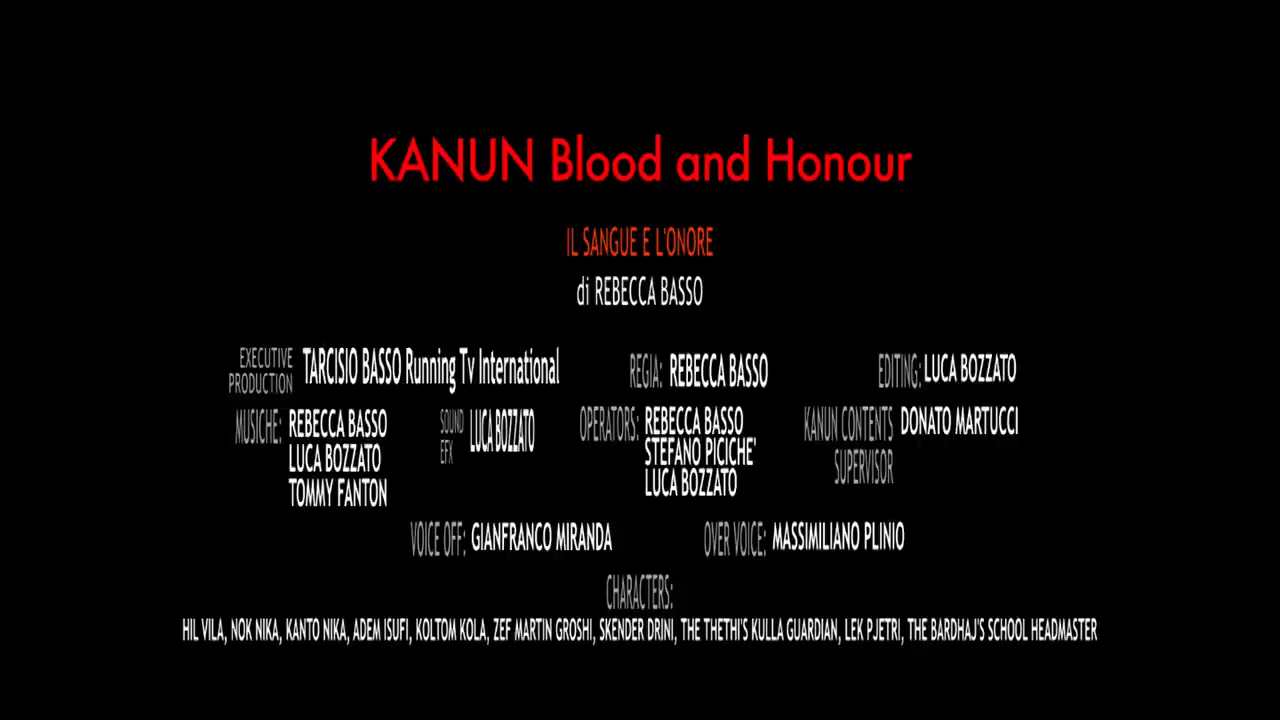 KANUN Blood and Honour
IL SANGUE E L'ONORE
di REBECCA BASSO
EXECUTIVE PRODUCTION TARCISIO BASSO Running Tv International
REGIA: REBECCA BASSO
EDITING: LUCA BOZZATO
MUSICHE: REBECCA BASSO
LUCA BOZZATO
TOMMY FANTON
SOUND EFX LUCA BOZZATO
OPERATORS: REBECCA BASSO
STEFANO PICICHE'
LUCA BOZZATO
KANUN CONTENTS SUPERVISOR DONATO MARTUCCI
VOICE OFF: GIANFRANCO MIRANDA
OVER VOICE: MASSIMILIANO PLINIO
CHARACTERS:
HIL VILA, NOK NIKA, KANTO NIKA, ADEM ISUFI, KOLTOM KOLA, ZEF MARTIN GROSHI, SKENDER DRINI, THE THETHI'S KULLA GUARDIAN, LEK PJETRI, THE BARDHAJ'S SCHOOL HEADMASTER